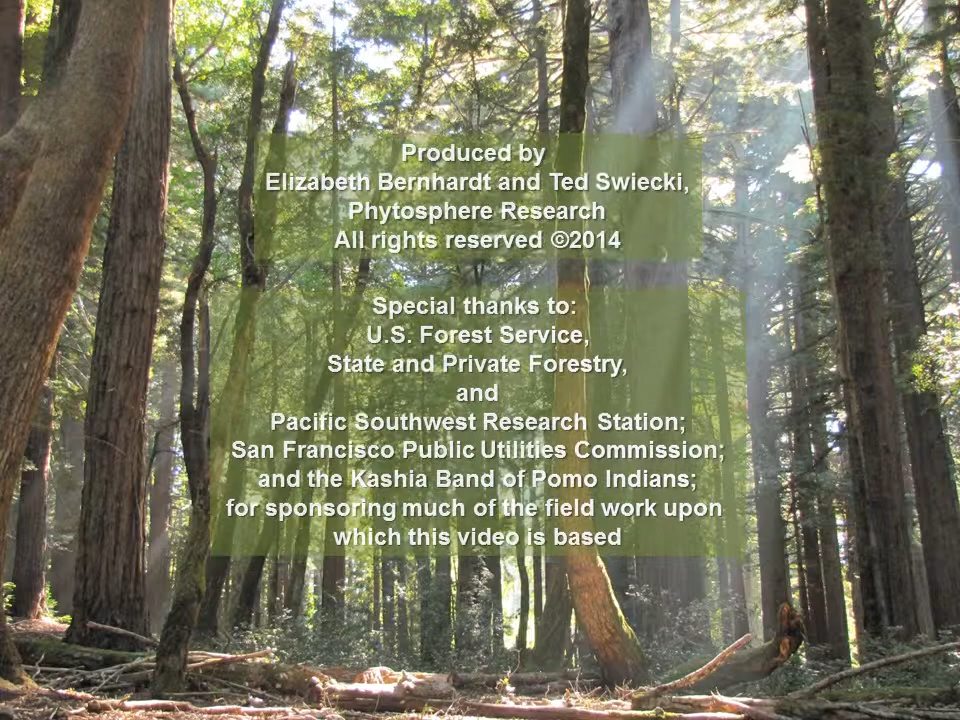 Produced by
Elizabeth Bernhardt and Ted Swiecki,
Phytosphere Research
All rights reserved ©2014
Special thanks to:
U.S. Forest Service,
State and Private Forestry,
and
Pacific Southwest Research Station;
San Francisco Public Utilities Commission;
and the Kashia Band of Pomo Indians;
for sponsoring much of the field work upon
which this video is based